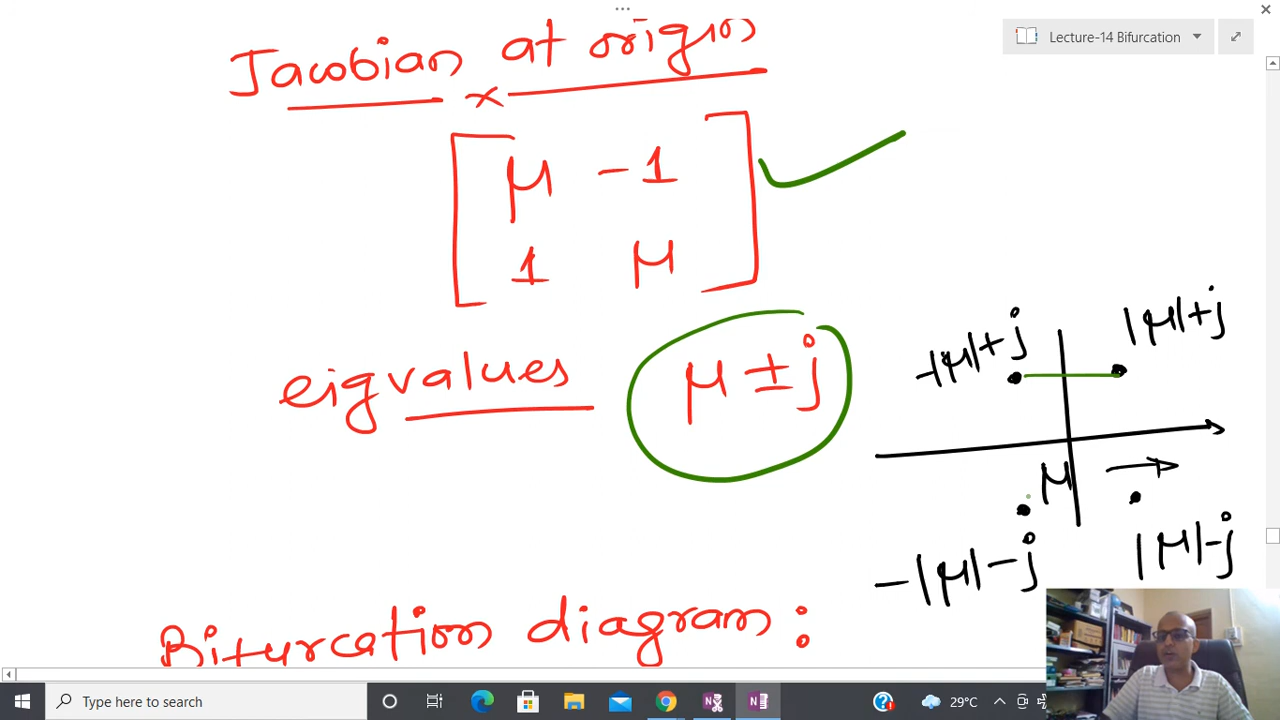 Lecture-14 Bifurcation
Jacobian at origin
μ -1
1 μ
eigvalues μ ± j
-|μ|+j
|μ|+j
μ
-|μ|-j
|μ|-j
Bifurcation diagram:
Type here to search
29°C